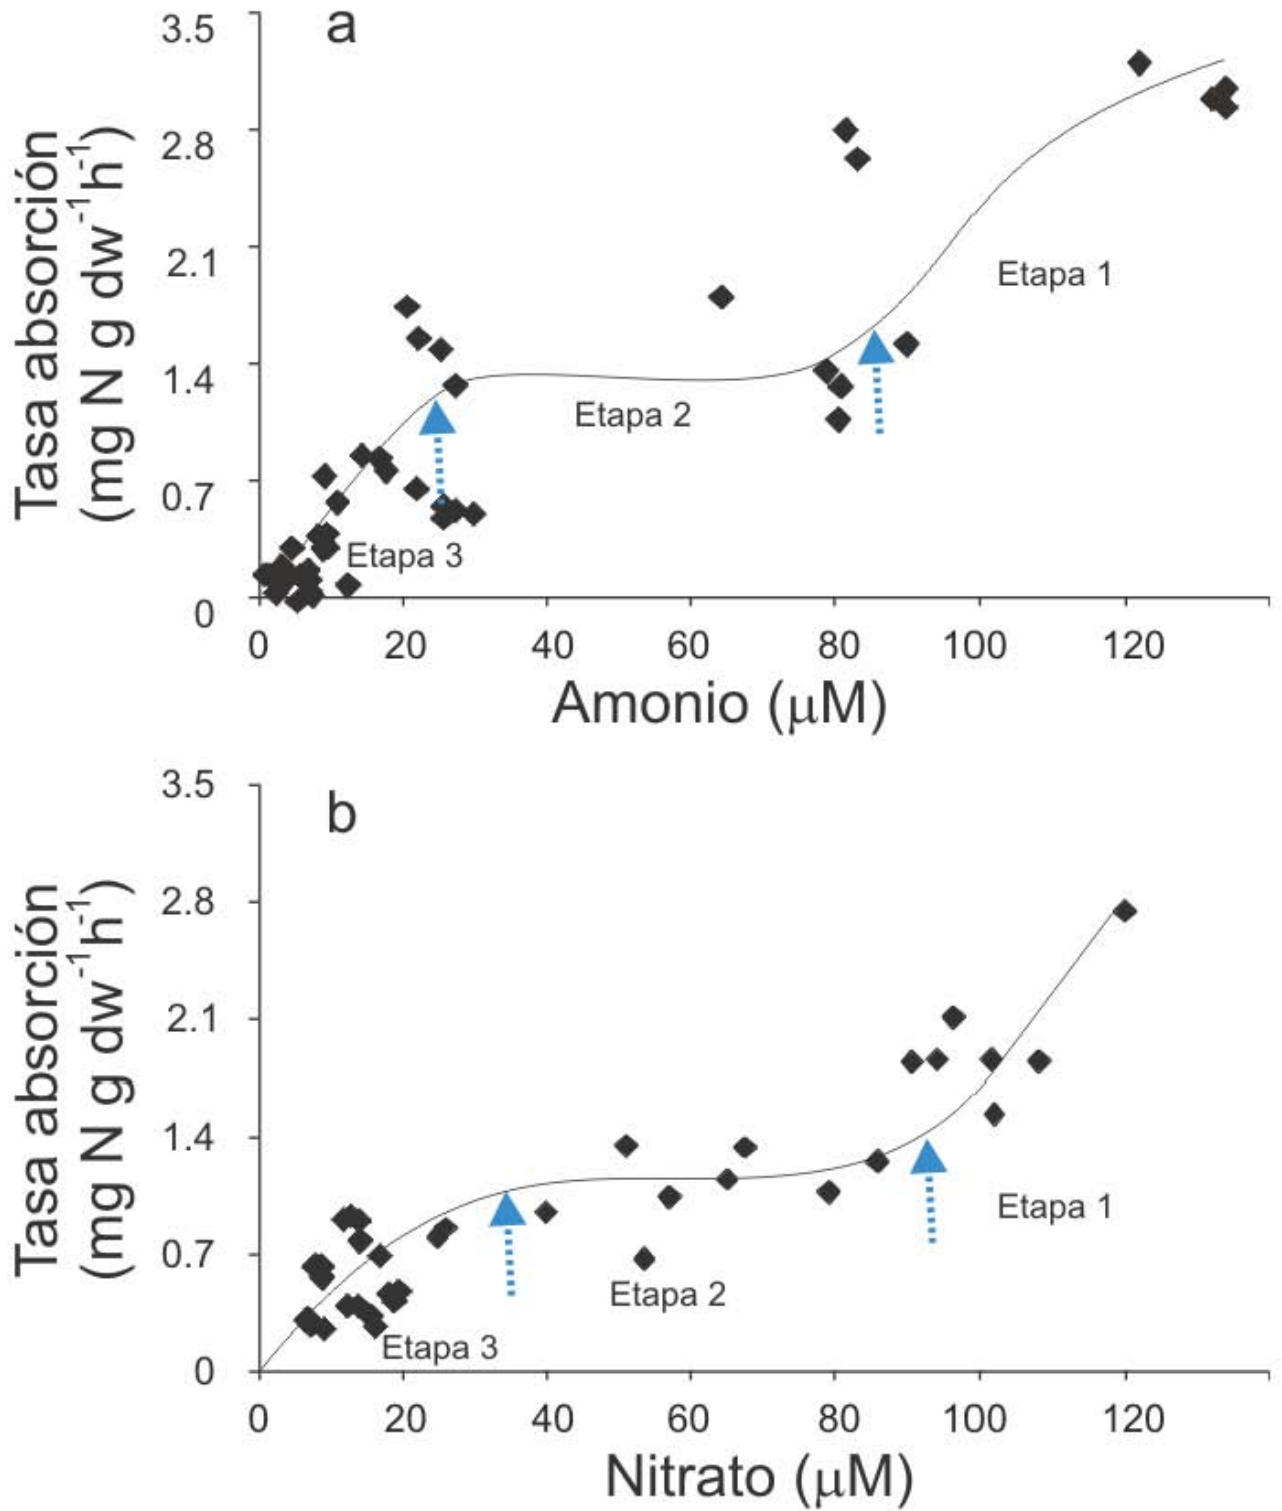 a
3.5
2.8
2.1
1.4
0.7
0
Tasa absorción
(mg N g dw⁻¹h⁻¹)
Etapa 1
Etapa 2
Etapa 3
0 20 40 60 80 100 120
Amonio (μM)
b
3.5
2.8
2.1
1.4
0.7
0
Tasa absorción
(mg N g dw⁻¹h⁻¹)
Etapa 1
Etapa 2
Etapa 3
0 20 40 60 80 100 120
Nitrato (μM)